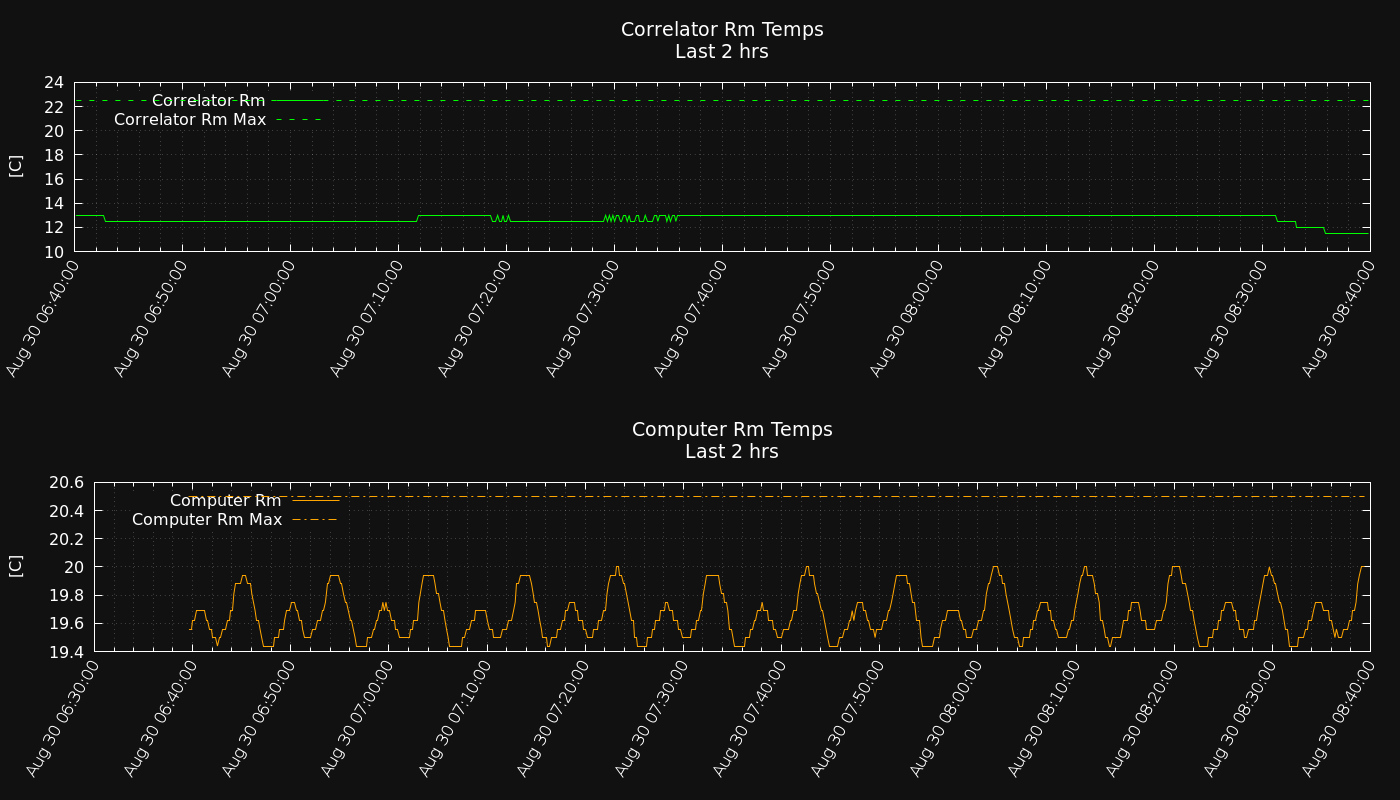 Correlator Rm Temps
Last 2 hrs
24
22
20
18
16
14
12
10
[C]
Correlator Rm
Correlator Rm Max
Aug 30 06:40:00
Aug 30 06:50:00
Aug 30 07:00:00
Aug 30 07:10:00
Aug 30 07:20:00
Aug 30 07:30:00
Aug 30 07:40:00
Aug 30 07:50:00
Aug 30 08:00:00
Aug 30 08:10:00
Aug 30 08:20:00
Aug 30 08:30:00
Aug 30 08:40:00
Computer Rm Temps
Last 2 hrs
20.6
20.4
20.2
20
19.8
19.6
19.4
[C]
Computer Rm
Computer Rm Max
Aug 30 06:30:00
Aug 30 06:40:00
Aug 30 06:50:00
Aug 30 07:00:00
Aug 30 07:10:00
Aug 30 07:20:00
Aug 30 07:30:00
Aug 30 07:40:00
Aug 30 07:50:00
Aug 30 08:00:00
Aug 30 08:10:00
Aug 30 08:20:00
Aug 30 08:30:00
Aug 30 08:40:00